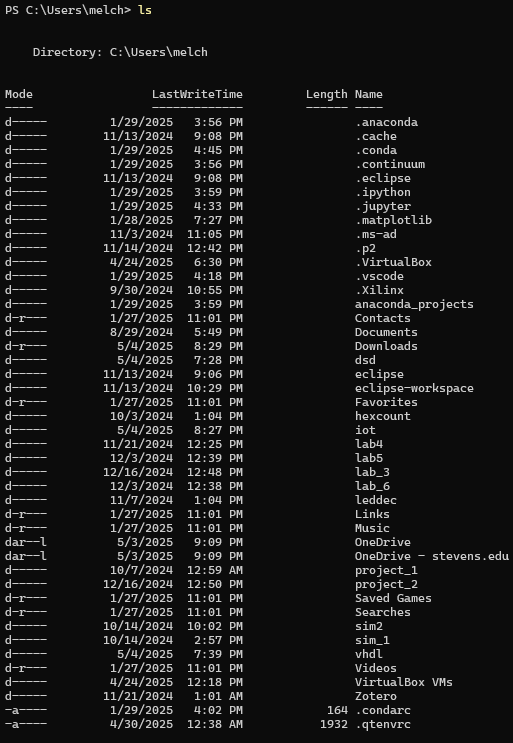 PS C:\Users\melch> ls
    Directory: C:\Users\melch
Mode                 LastWriteTime         Length Name
----                 -------------         ------ ----
d-----         1/29/2025   3:56 PM                .anaconda
d-----        11/13/2024   9:08 PM                .cache
d-----         1/29/2025   4:45 PM                .conda
d-----         1/29/2025   3:56 PM                .continuum
d-----        11/13/2024   9:08 PM                .eclipse
d-----         1/29/2025   3:59 PM                .ipython
d-----         1/29/2025   4:33 PM                .jupyter
d-----         1/28/2025   7:27 PM                .matplotlib
d-----         11/3/2024  11:05 PM                .ms-ad
d-----        11/14/2024  12:42 PM                .p2
d-----         4/24/2025   6:30 PM                .VirtualBox
d-----         1/29/2025   4:18 PM                .vscode
d-----         9/30/2024  10:55 PM                .Xilinx
d-----         1/29/2025   3:59 PM                anaconda_projects
d-r---         1/27/2025  11:01 PM                Contacts
d-----         8/29/2024   5:49 PM                Documents
d-r---          5/4/2025   8:29 PM                Downloads
d-----          5/4/2025   7:28 PM                dsd
d-----        11/13/2024   9:06 PM                eclipse
d-----        11/13/2024  10:29 PM                eclipse-workspace
d-r---         1/27/2025  11:01 PM                Favorites
d-----         10/3/2024   1:04 PM                hexcount
d-----          5/4/2025   8:27 PM                iot
d-----        11/21/2024  12:25 PM                lab4
d-----         12/3/2024  12:39 PM                lab5
d-----        12/16/2024  12:48 PM                lab_3
d-----         12/3/2024  12:38 PM                lab_6
d-----         11/7/2024   1:04 PM                leddec
d-r---         1/27/2025  11:01 PM                Links
d-r---         1/27/2025  11:01 PM                Music
dar--l          5/3/2025   9:09 PM                OneDrive
dar--l          5/3/2025   9:09 PM                OneDrive - stevens.edu
d-----         10/7/2024  12:59 AM                project_1
d-----        12/16/2024  12:50 PM                project_2
d-r---         1/27/2025  11:01 PM                Saved Games
d-r---         1/27/2025  11:01 PM                Searches
d-----        10/14/2024  10:02 PM                sim2
d-----        10/14/2024   2:57 PM                sim_1
d-----          5/4/2025   7:39 PM                vhdl
d-r---         1/27/2025  11:01 PM                Videos
d-----         4/24/2025  12:18 PM                VirtualBox VMs
d-----        11/21/2024   1:01 AM                Zotero
-a----         1/29/2025   4:02 PM            164 .condarc
-a----         4/30/2025  12:38 AM           1932 .qtenvrc